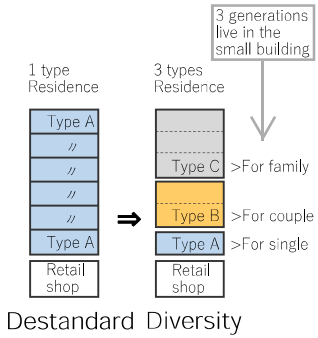 3 generations
live in the
small building
1 type
Residence
3 types
Residence
Type A
〃
〃
〃
〃
Type A
Retail
shop
⇒
Type C >For family
Type B >For couple
Type A >For single
Retail
shop
Destandard Diversity